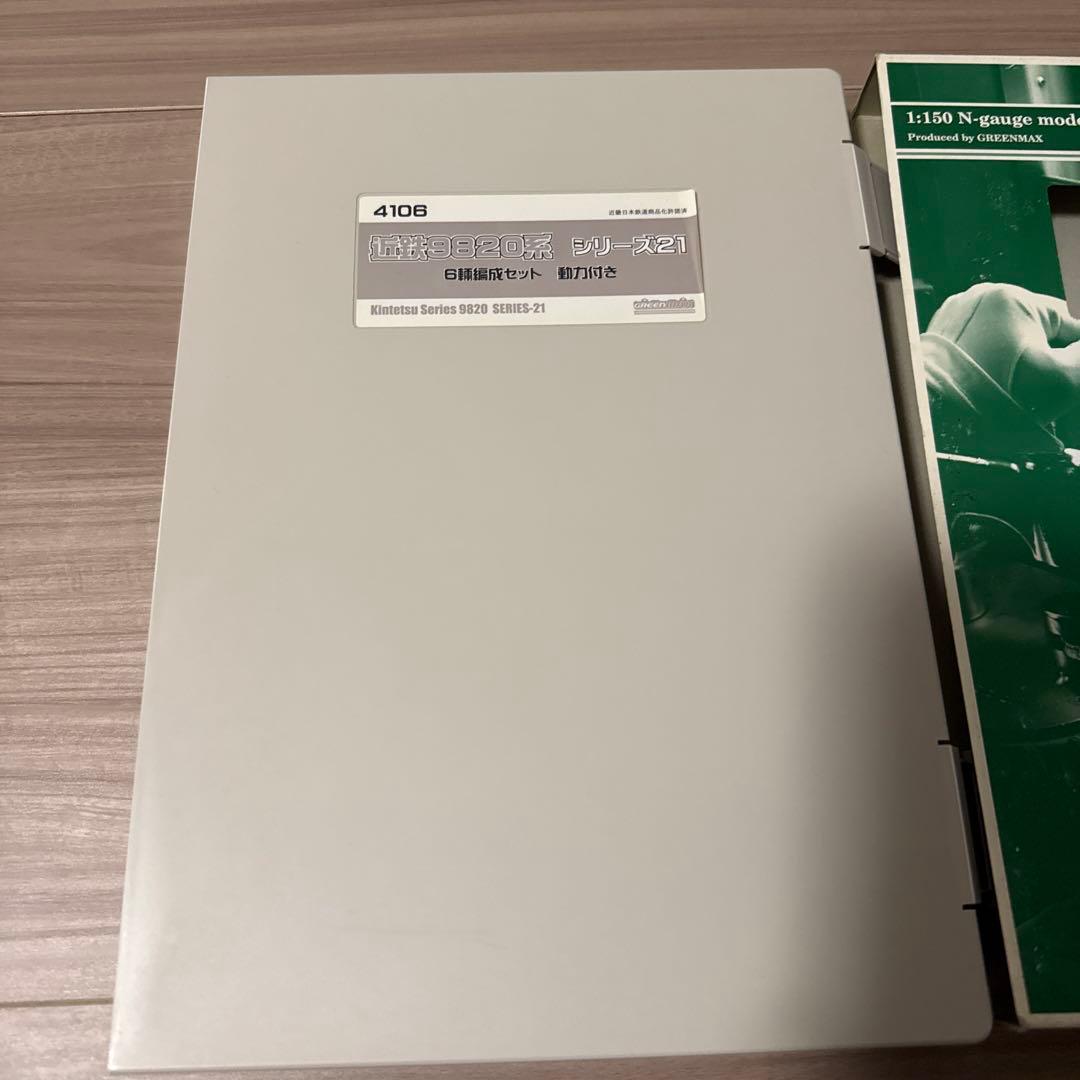 4106
近畿日本鉄道商品化許諾済
近鉄9820系 シリーズ21
6輌編成セット 動力付き
Kintetsu Series 9820 SERIES-21
GREENMAX
1:150 N-gauge mode
Produced by GREENMAX